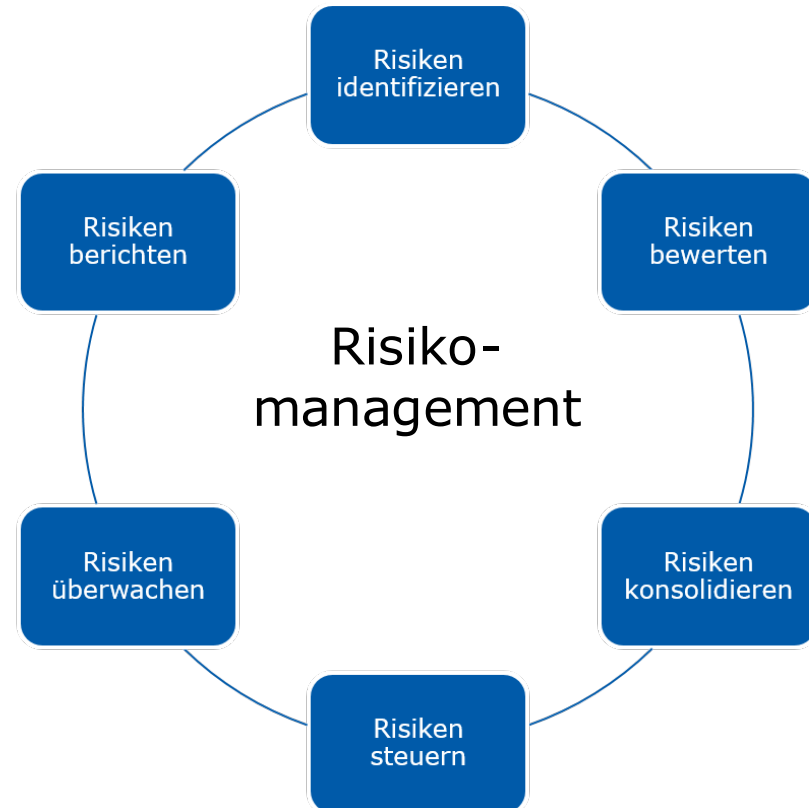 Risiken
identifizieren
Risiken
bewerten
Risiken
konsolidieren
Risiken
steuern
Risiken
überwachen
Risiken
berichten
Risiko-
management